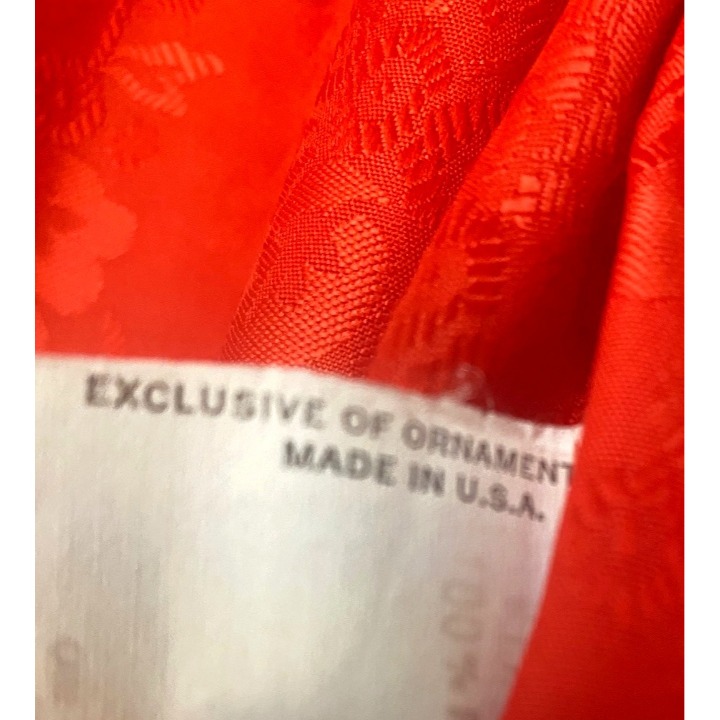 EXCLUSIVE OF ORNAMENT
MADE IN U.S.A.